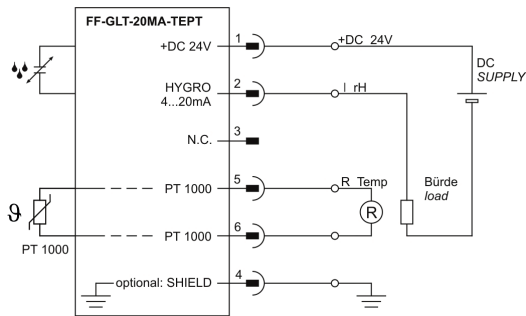 FF-GLT-20MA-TEPT
+DC 24V 1 +DC 24V
DC
SUPPLY
HYGRO 2 I rH
4...20mA
N.C. 3
PT 1000 5 R Temp
Bürde
load
ϑ R
PT 1000 6
PT 1000
optional: SHIELD 4